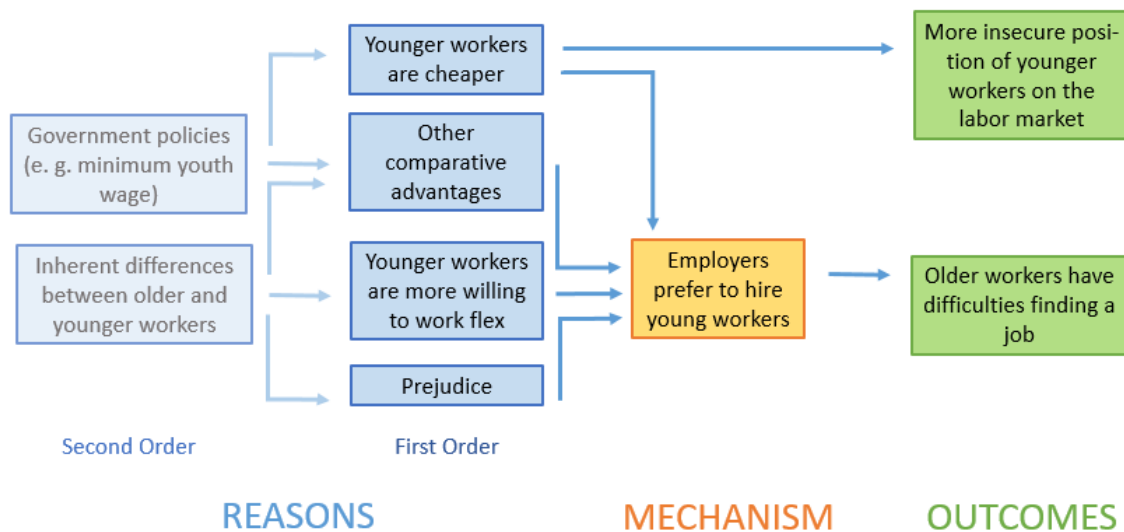 Government policies
(e. g. minimum youth
wage)
Inherent differences
between older and
younger workers
Younger workers
are cheaper
Other
comparative
advantages
Younger workers
are more willing
to work flex
Prejudice
Employers
prefer to hire
young workers
More insecure posi-
tion of younger
workers on the
labor market
Older workers have
difficulties finding a
job
Second Order
First Order
REASONS
MECHANISM
OUTCOMES